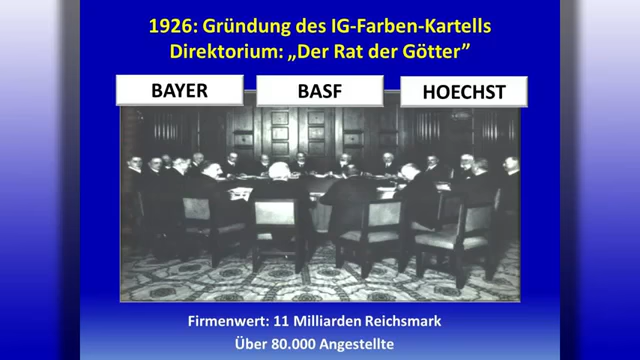 1926: Gründung des IG-Farben-Kartells
Direktorium: „Der Rat der Götter”
BAYER BASF HOECHST
Firmenwert: 11 Milliarden Reichsmark
Über 80.000 Angestellte